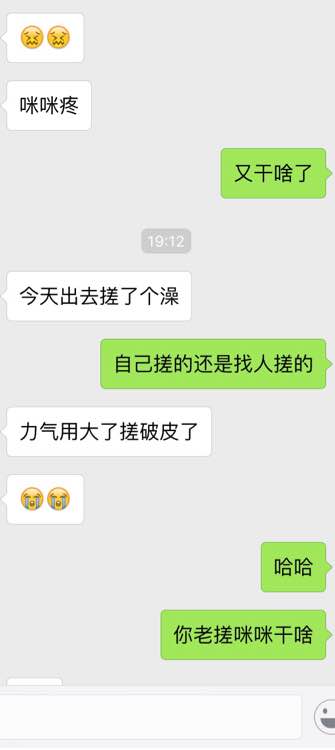 咪咪疼
又干啥了
19:12
今天出去搓了个澡
自己搓的还是找人搓的
力气用大了搓破皮了
哈哈
你老搓咪咪干啥